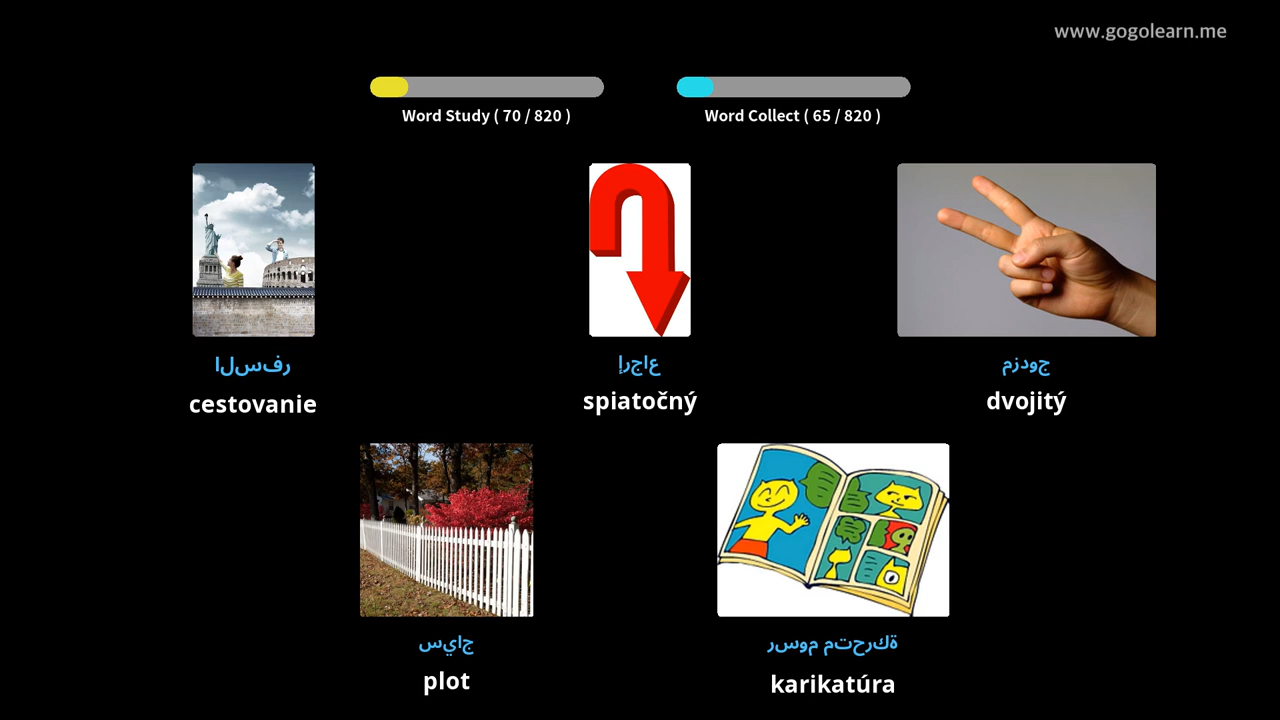 www.gogolearn.me
Word Study ( 70 / 820 )
Word Collect ( 65 / 820 )
السفر
إرجاع
مزدوج
cestovanie
spiatočný
dvojitý
سياج
رسوم متحركة
plot
karikatúra